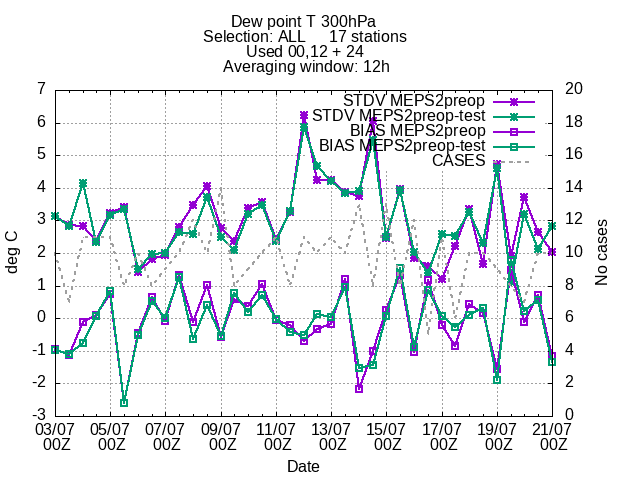 Dew point T 300hPa
Selection: ALL 17 stations
Used 00,12 + 24
Averaging window: 12h
STDV MEPS2preop
STDV MEPS2preop-test
BIAS MEPS2preop
BIAS MEPS2preop-test
CASES
deg C
7
6
5
4
3
2
1
0
-1
-2
-3
No cases
20
18
16
14
12
10
8
6
4
2
0
03/07 05/07 07/07 09/07 11/07 13/07 15/07 17/07 19/07 21/07
00Z 00Z 00Z 00Z 00Z 00Z 00Z 00Z 00Z 00Z
Date